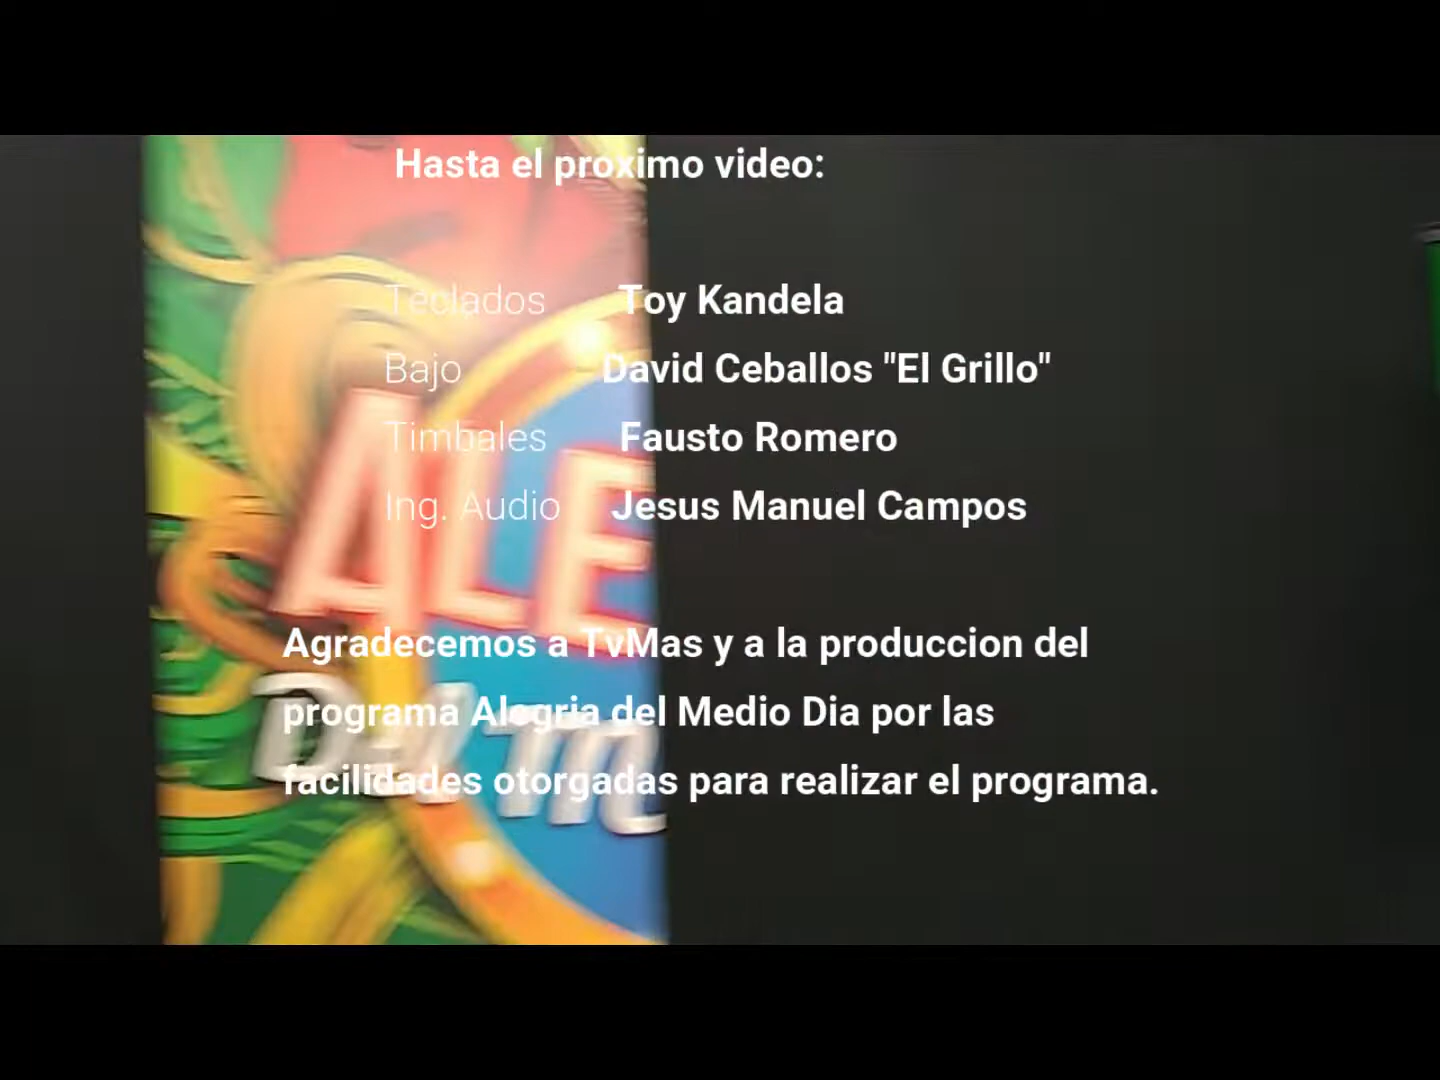 Hasta el proximo video:
Teclados Toy Kandela
Bajo David Ceballos "El Grillo"
Timbales Fausto Romero
Ing. Audio Jesus Manuel Campos
Agradecemos a TvMas y a la produccion del
programa Alegria del Medio Dia por las
facilidades otorgadas para realizar el programa.
ALE
Del m